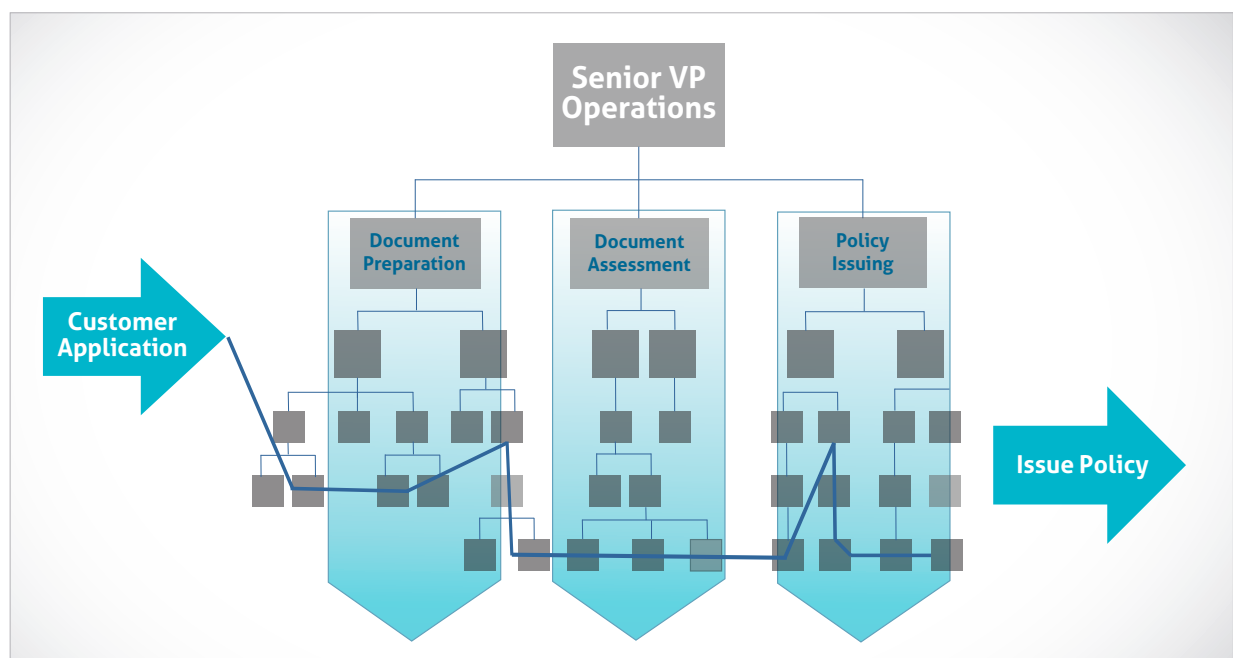 Senior VP
Operations
Document
Preparation
Document
Assessment
Policy
Issuing
Customer
Application
Issue Policy